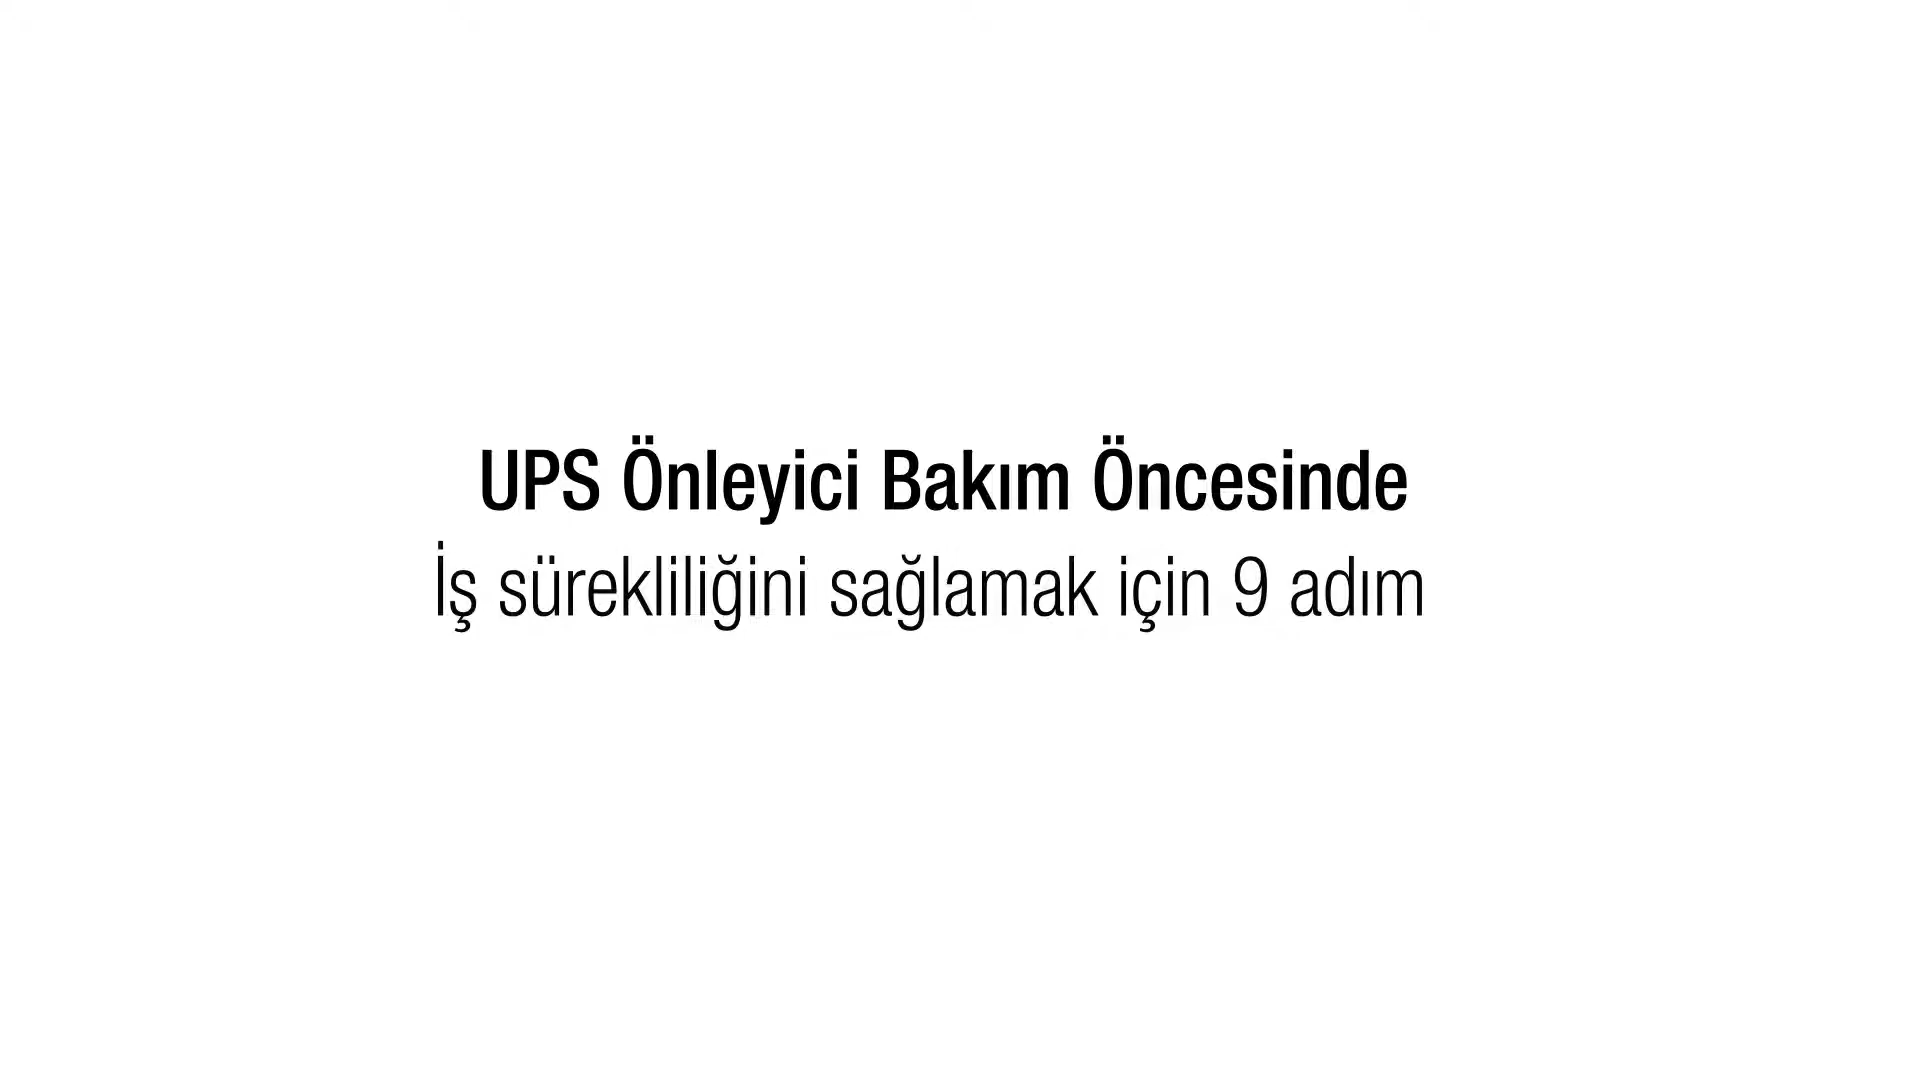 UPS Önleyici Bakım Öncesinde
İş sürekliliğini sağlamak için 9 adım